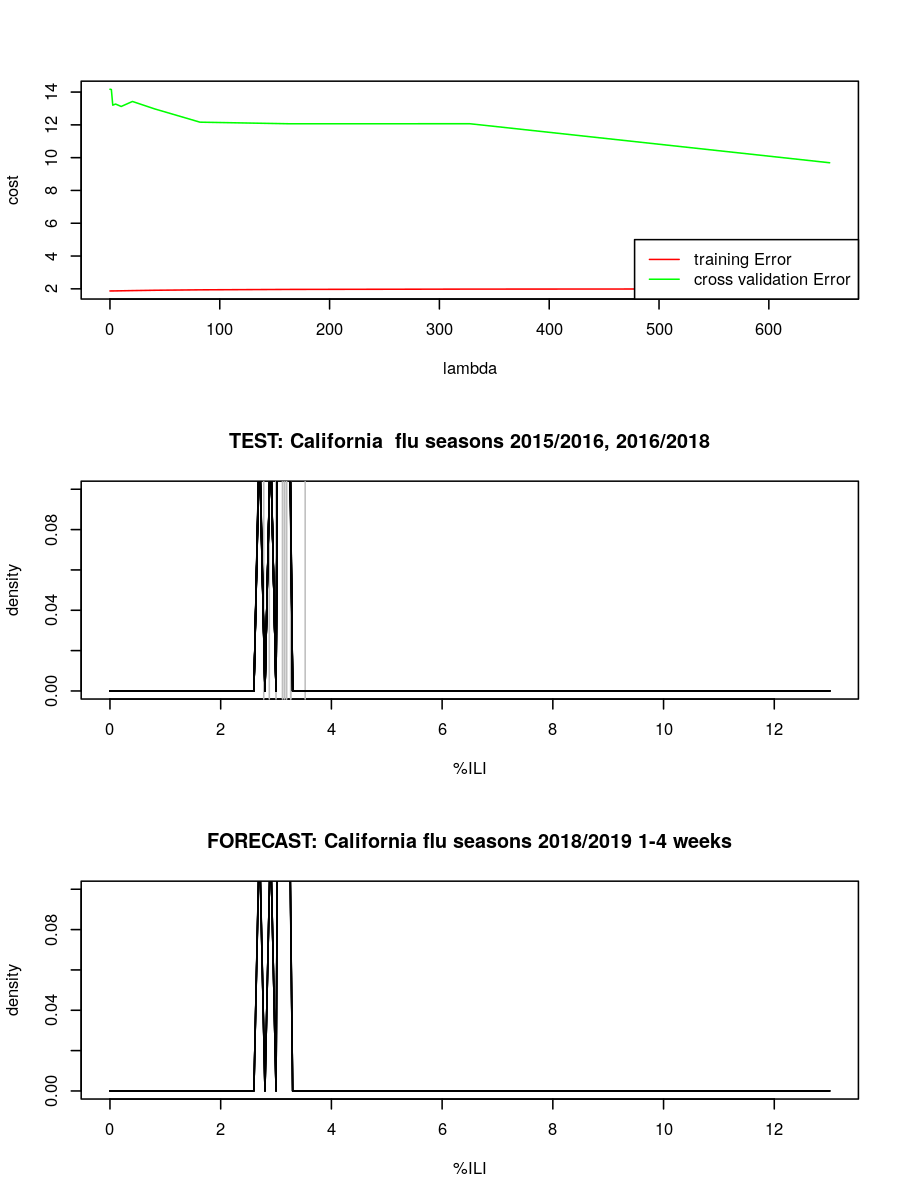 14
12
10
8
6
4
2
cost
training Error
cross validation Error
0 100 200 300 400 500 600
lambda
TEST: California  flu seasons 2015/2016, 2016/2018
0.08
0.04
0.00
density
0 2 4 6 8 10 12
%ILI
FORECAST: California flu seasons 2018/2019 1-4 weeks
0.08
0.04
0.00
density
0 2 4 6 8 10 12
%ILI